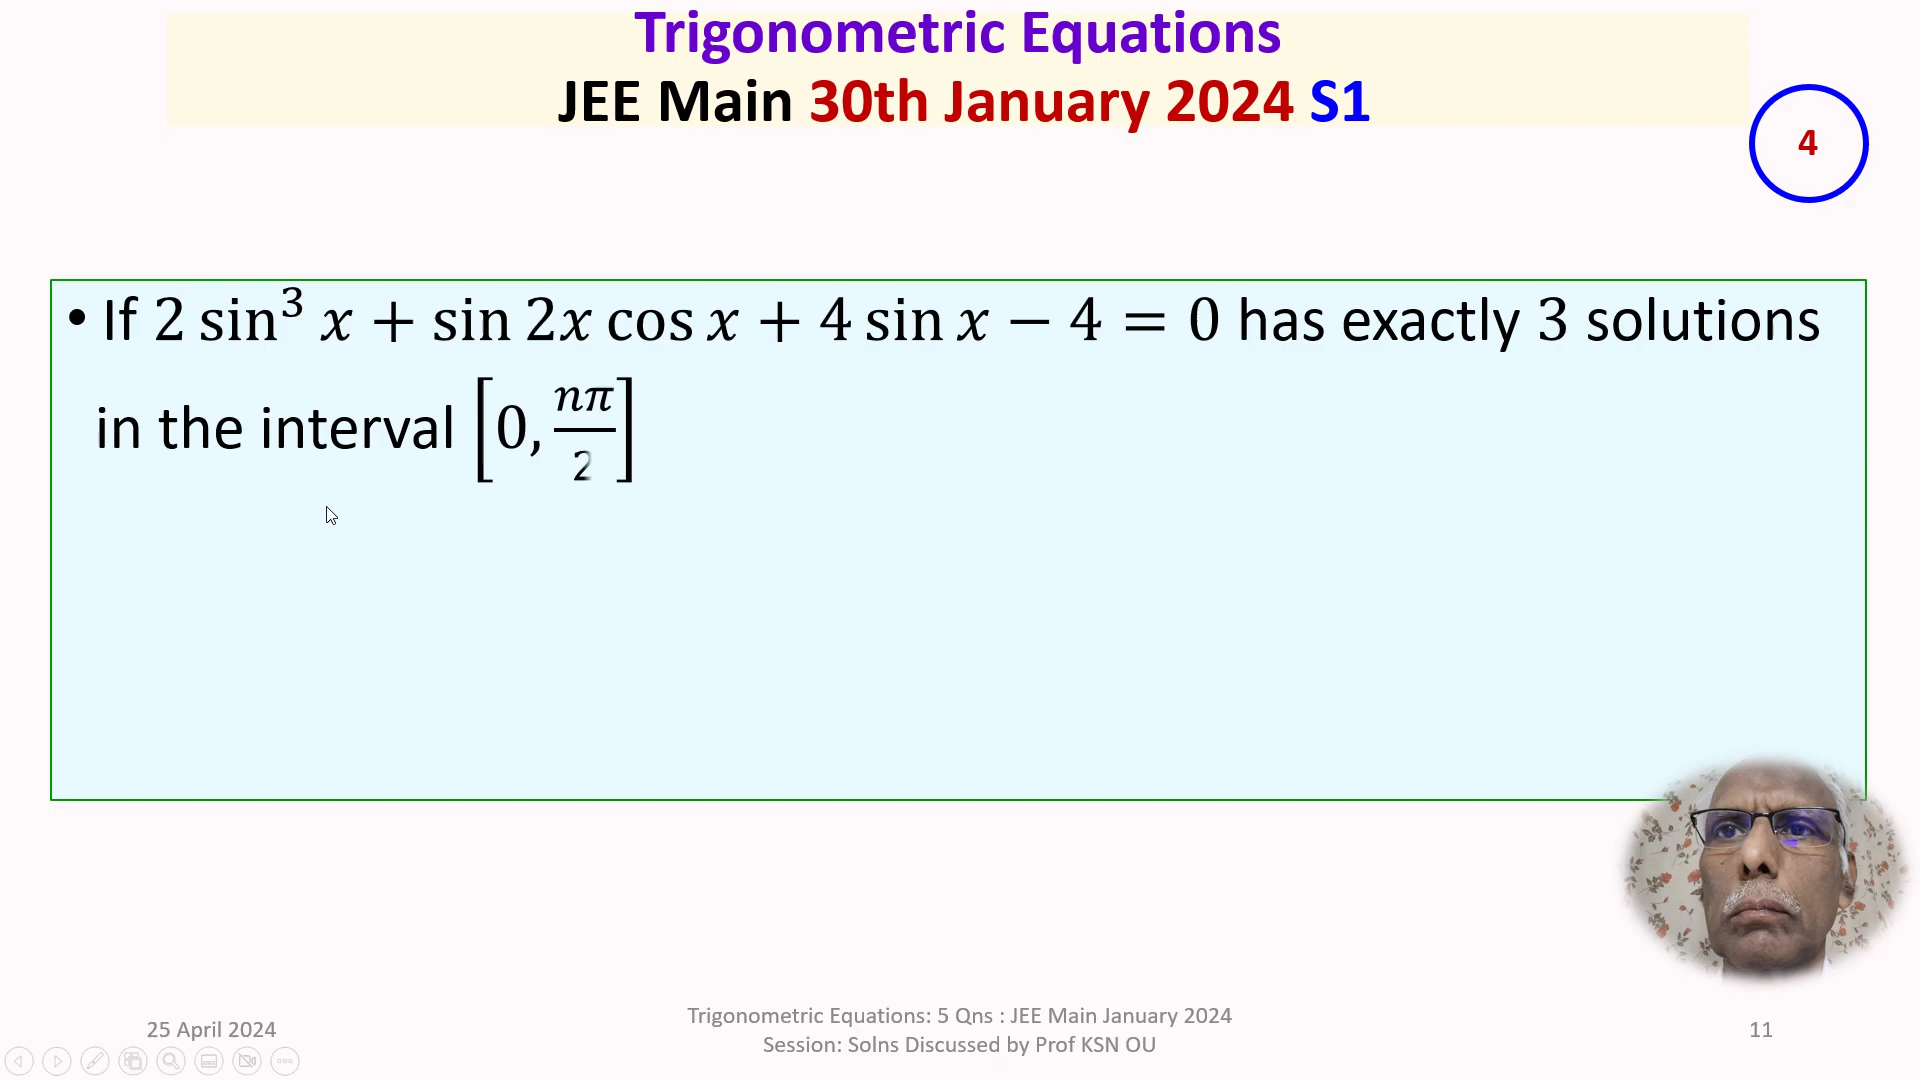 Trigonometric Equations
JEE Main 30th January 2024 S1
4
• If 2 sin³ x + sin 2x cos x + 4 sin x − 4 = 0 has exactly 3 solutions
in the interval [0, nπ/2]
25 April 2024
Trigonometric Equations: 5 Qns : JEE Main January 2024
Session: Solns Discussed by Prof KSN OU
11